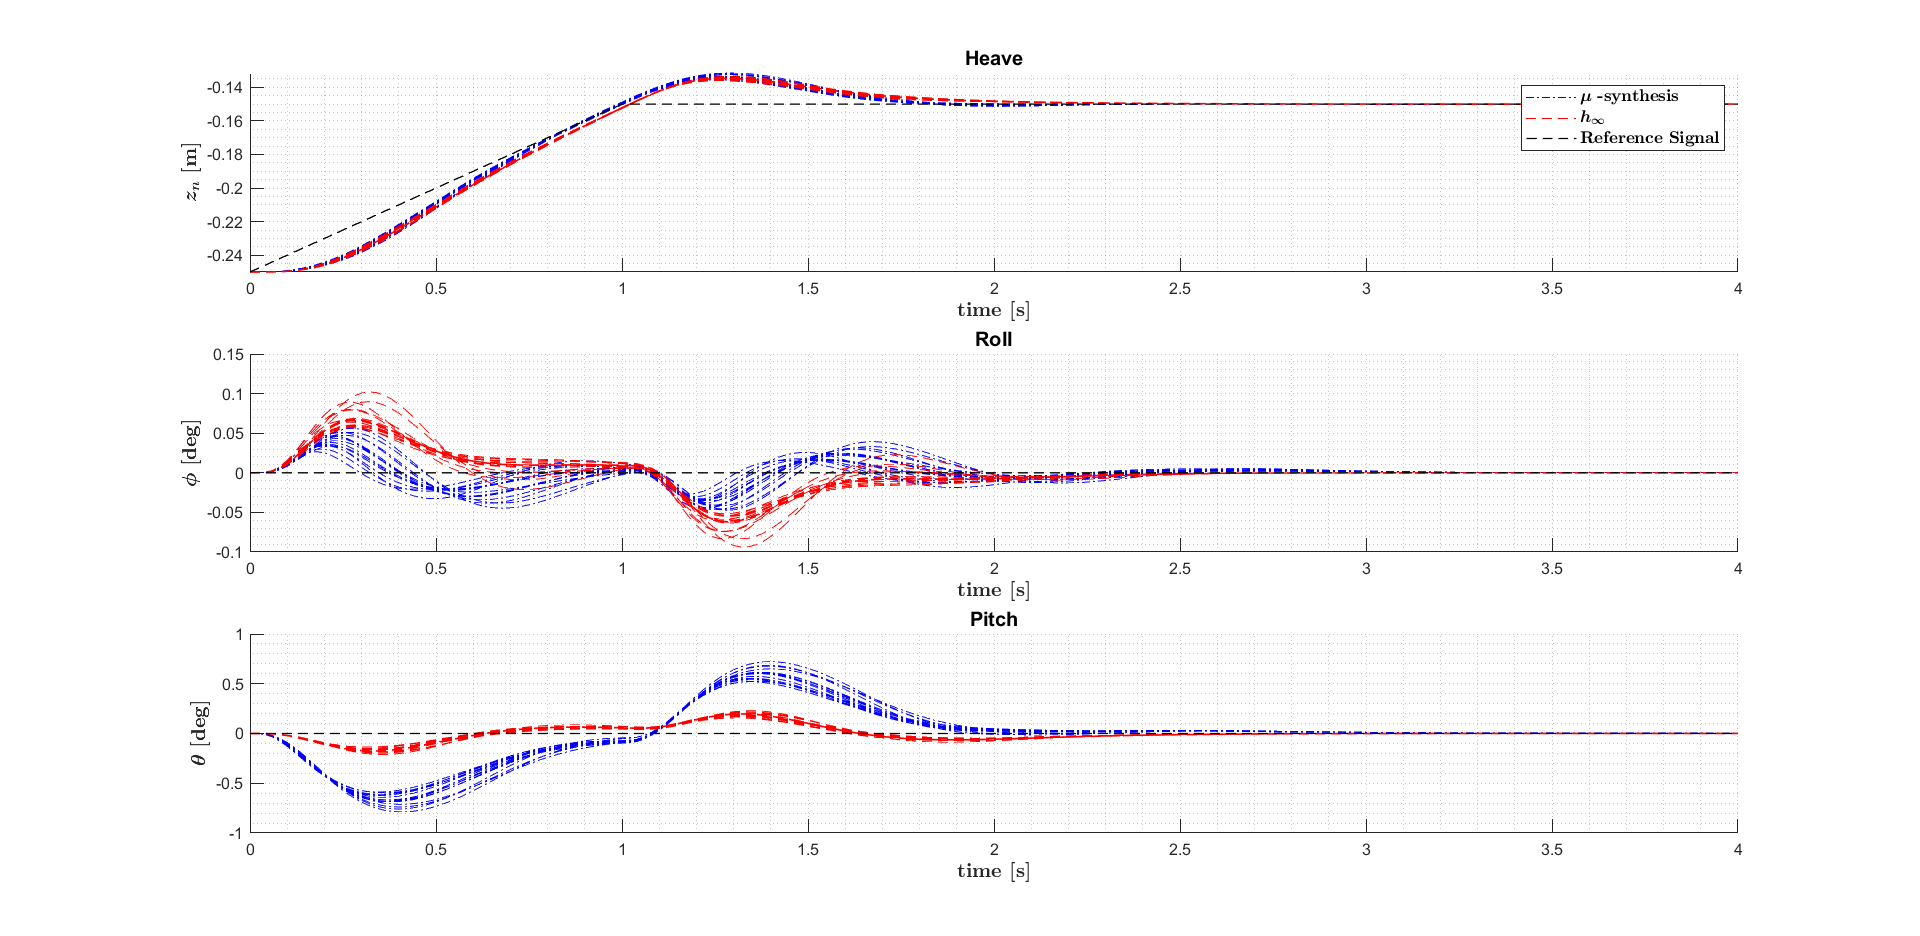 Heave
-0.14
-0.16
-0.18
-0.2
-0.22
-0.24
zₙ [m]
0 0.5 1 1.5 2 2.5 3 3.5 4
time [s]
μ -synthesis
h∞
Reference Signal
Roll
0.15
0.1
0.05
0
-0.05
-0.1
ϕ [deg]
0 0.5 1 1.5 2 2.5 3 3.5 4
time [s]
Pitch
1
0.5
0
-0.5
-1
θ [deg]
0 0.5 1 1.5 2 2.5 3 3.5 4
time [s]